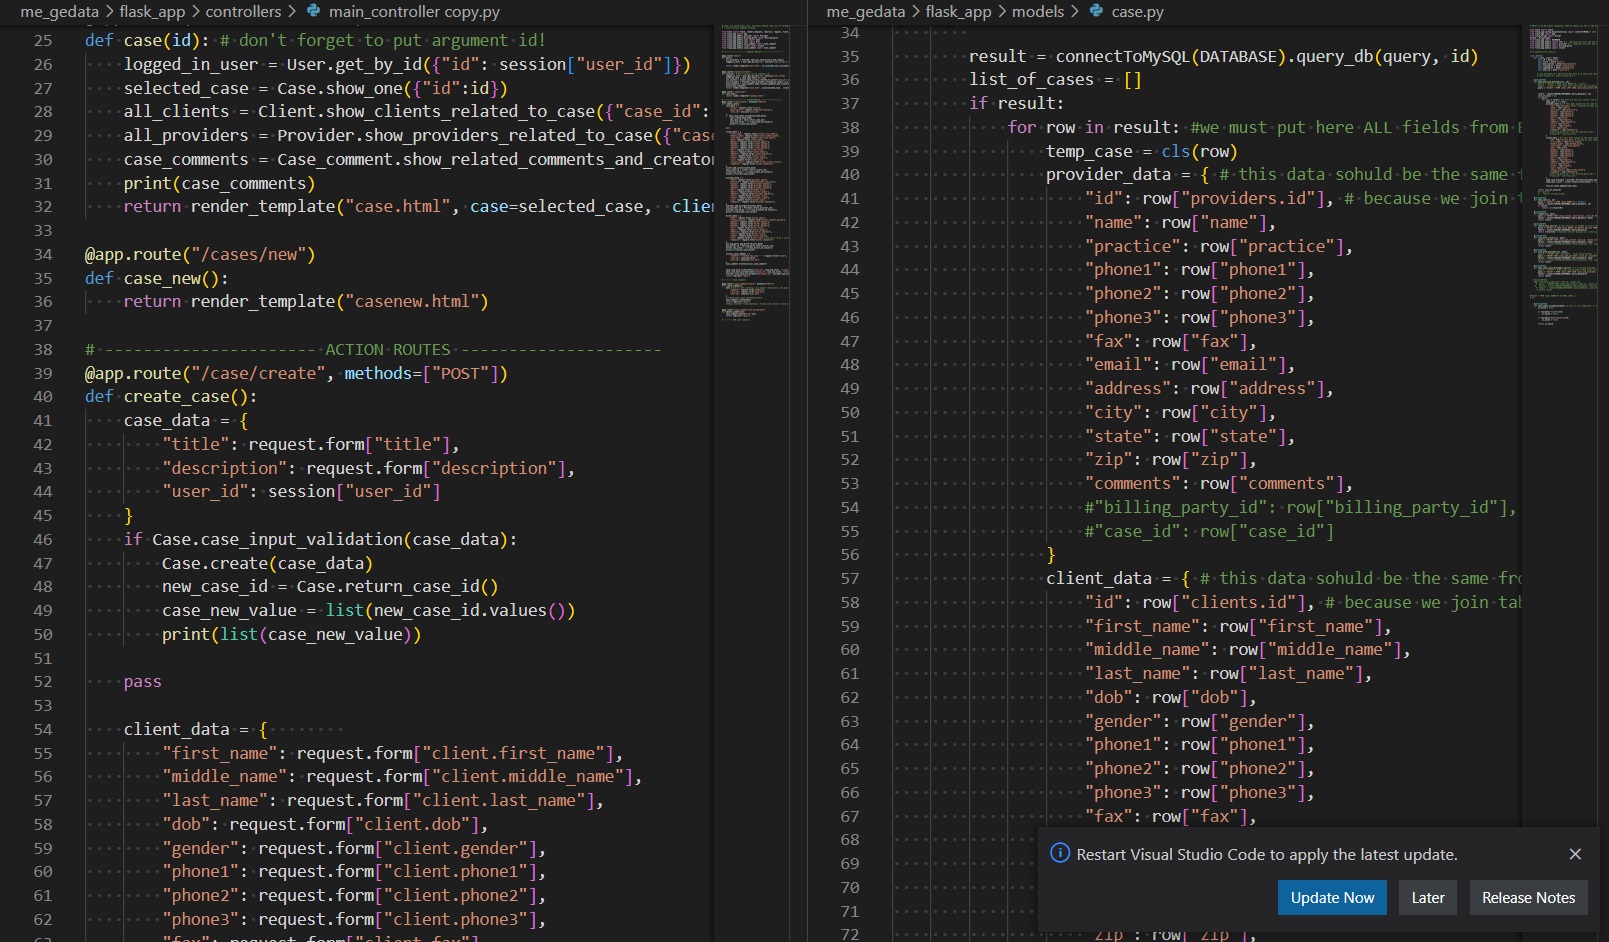 me_gedata > flask_app > controllers > main_controller copy.py
25 def case(id): # don't forget to put argument id!
26 logged_in_user = User.get_by_id({"id": session["user_id"]})
27 selected_case = Case.show_one({"id":id})
28 all_clients = Client.show_clients_related_to_case({"case_id":
29 all_providers = Provider.show_providers_related_to_case({"cas
30 case_comments = Case_comment.show_related_comments_and_creator
31 print(case_comments)
32 return render_template("case.html", case=selected_case, clien
33
34 @app.route("/cases/new")
35 def case_new():
36 return render_template("casenew.html")
37
38 # ---------------------- ACTION ROUTES ---------------------
39 @app.route("/case/create", methods=["POST"])
40 def create_case():
41 case_data = {
42 "title": request.form["title"],
43 "description": request.form["description"],
44 "user_id": session["user_id"]
45 }
46 if Case.case_input_validation(case_data):
47 Case.create(case_data)
48 new_case_id = Case.return_case_id()
49 case_new_value = list(new_case_id.values())
50 print(list(case_new_value))
51
52 pass
53
54 client_data = {
55 "first_name": request.form["client.first_name"],
56 "middle_name": request.form["client.middle_name"],
57 "last_name": request.form["client.last_name"],
58 "dob": request.form["client.dob"],
59 "gender": request.form["client.gender"],
60 "phone1": request.form["client.phone1"],
61 "phone2": request.form["client.phone2"],
62 "phone3": request.form["client.phone3"],
"fax": request.form["client.fax"],
me_gedata > flask_app > models > case.py
34
35 result = connectToMySQL(DATABASE).query_db(query, id)
36 list_of_cases = []
37 if result:
38 for row in result: #we must put here ALL fields from
39 temp_case = cls(row)
40 provider_data = { # this data sohuld be the same
41 "id": row["providers.id"], # because we join
42 "name": row["name"],
43 "practice": row["practice"],
44 "phone1": row["phone1"],
45 "phone2": row["phone2"],
46 "phone3": row["phone3"],
47 "fax": row["fax"],
48 "email": row["email"],
49 "address": row["address"],
50 "city": row["city"],
51 "state": row["state"],
52 "zip": row["zip"],
53 "comments": row["comments"],
54 #"billing_party_id": row["billing_party_id"],
55 #"case_id": row["case_id"]
56 }
57 client_data = { # this data sohuld be the same fro
58 "id": row["clients.id"], # because we join tab
59 "first_name": row["first_name"],
60 "middle_name": row["middle_name"],
61 "last_name": row["last_name"],
62 "dob": row["dob"],
63 "gender": row["gender"],
64 "phone1": row["phone1"],
65 "phone2": row["phone2"],
66 "phone3": row["phone3"],
67 "fax": row["fax"],
68
69
70
71
72 "zip": row["zip"],
Restart Visual Studio Code to apply the latest update.
Update Now Later Release Notes